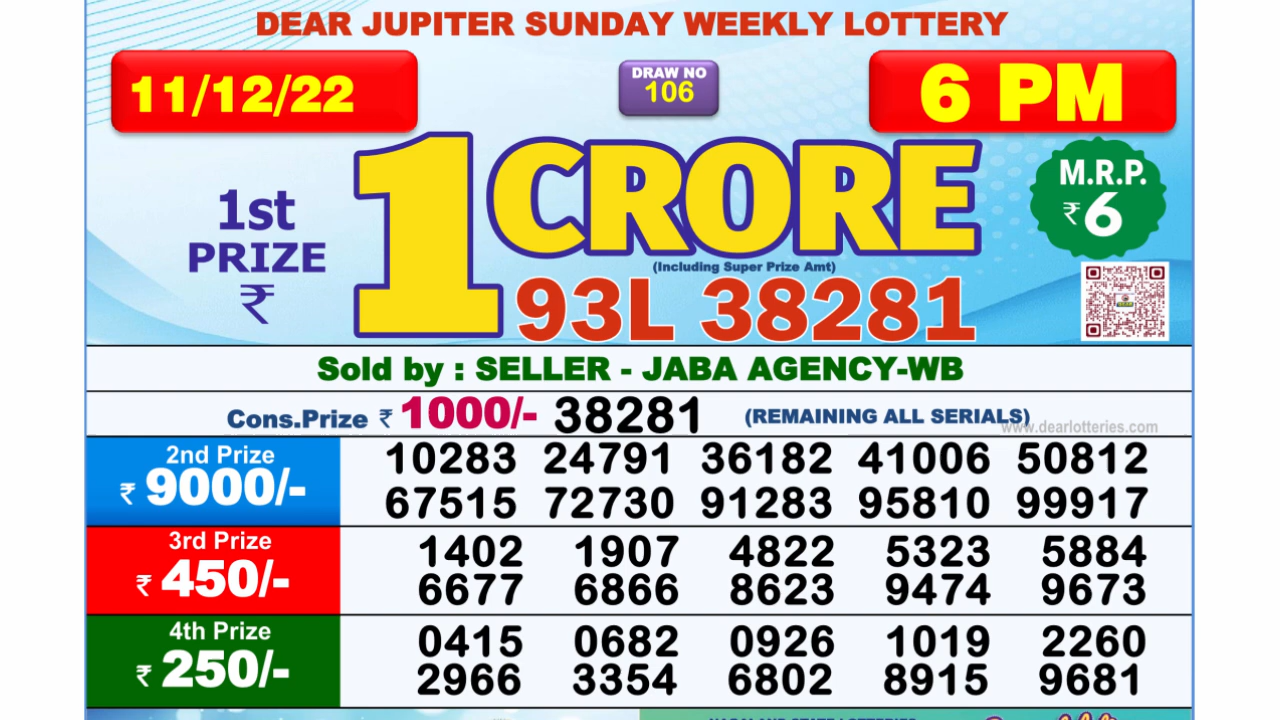 DEAR JUPITER SUNDAY WEEKLY LOTTERY
11/12/22
DRAW NO
106
6 PM
1st
PRIZE
₹
1 CRORE
(Including Super Prize Amt)
93L 38281
M.R.P.
₹6
Sold by : SELLER - JABA AGENCY-WB
Cons.Prize ₹ 1000/- 38281 (REMAINING ALL SERIALS)
www.dearlotteries.com
2nd Prize
₹ 9000/-
10283 24791 36182 41006 50812
67515 72730 91283 95810 99917
3rd Prize
₹ 450/-
1402 1907 4822 5323 5884
6677 6866 8623 9474 9673
4th Prize
₹ 250/-
0415 0682 0926 1019 2260
2966 3354 6802 8915 9681